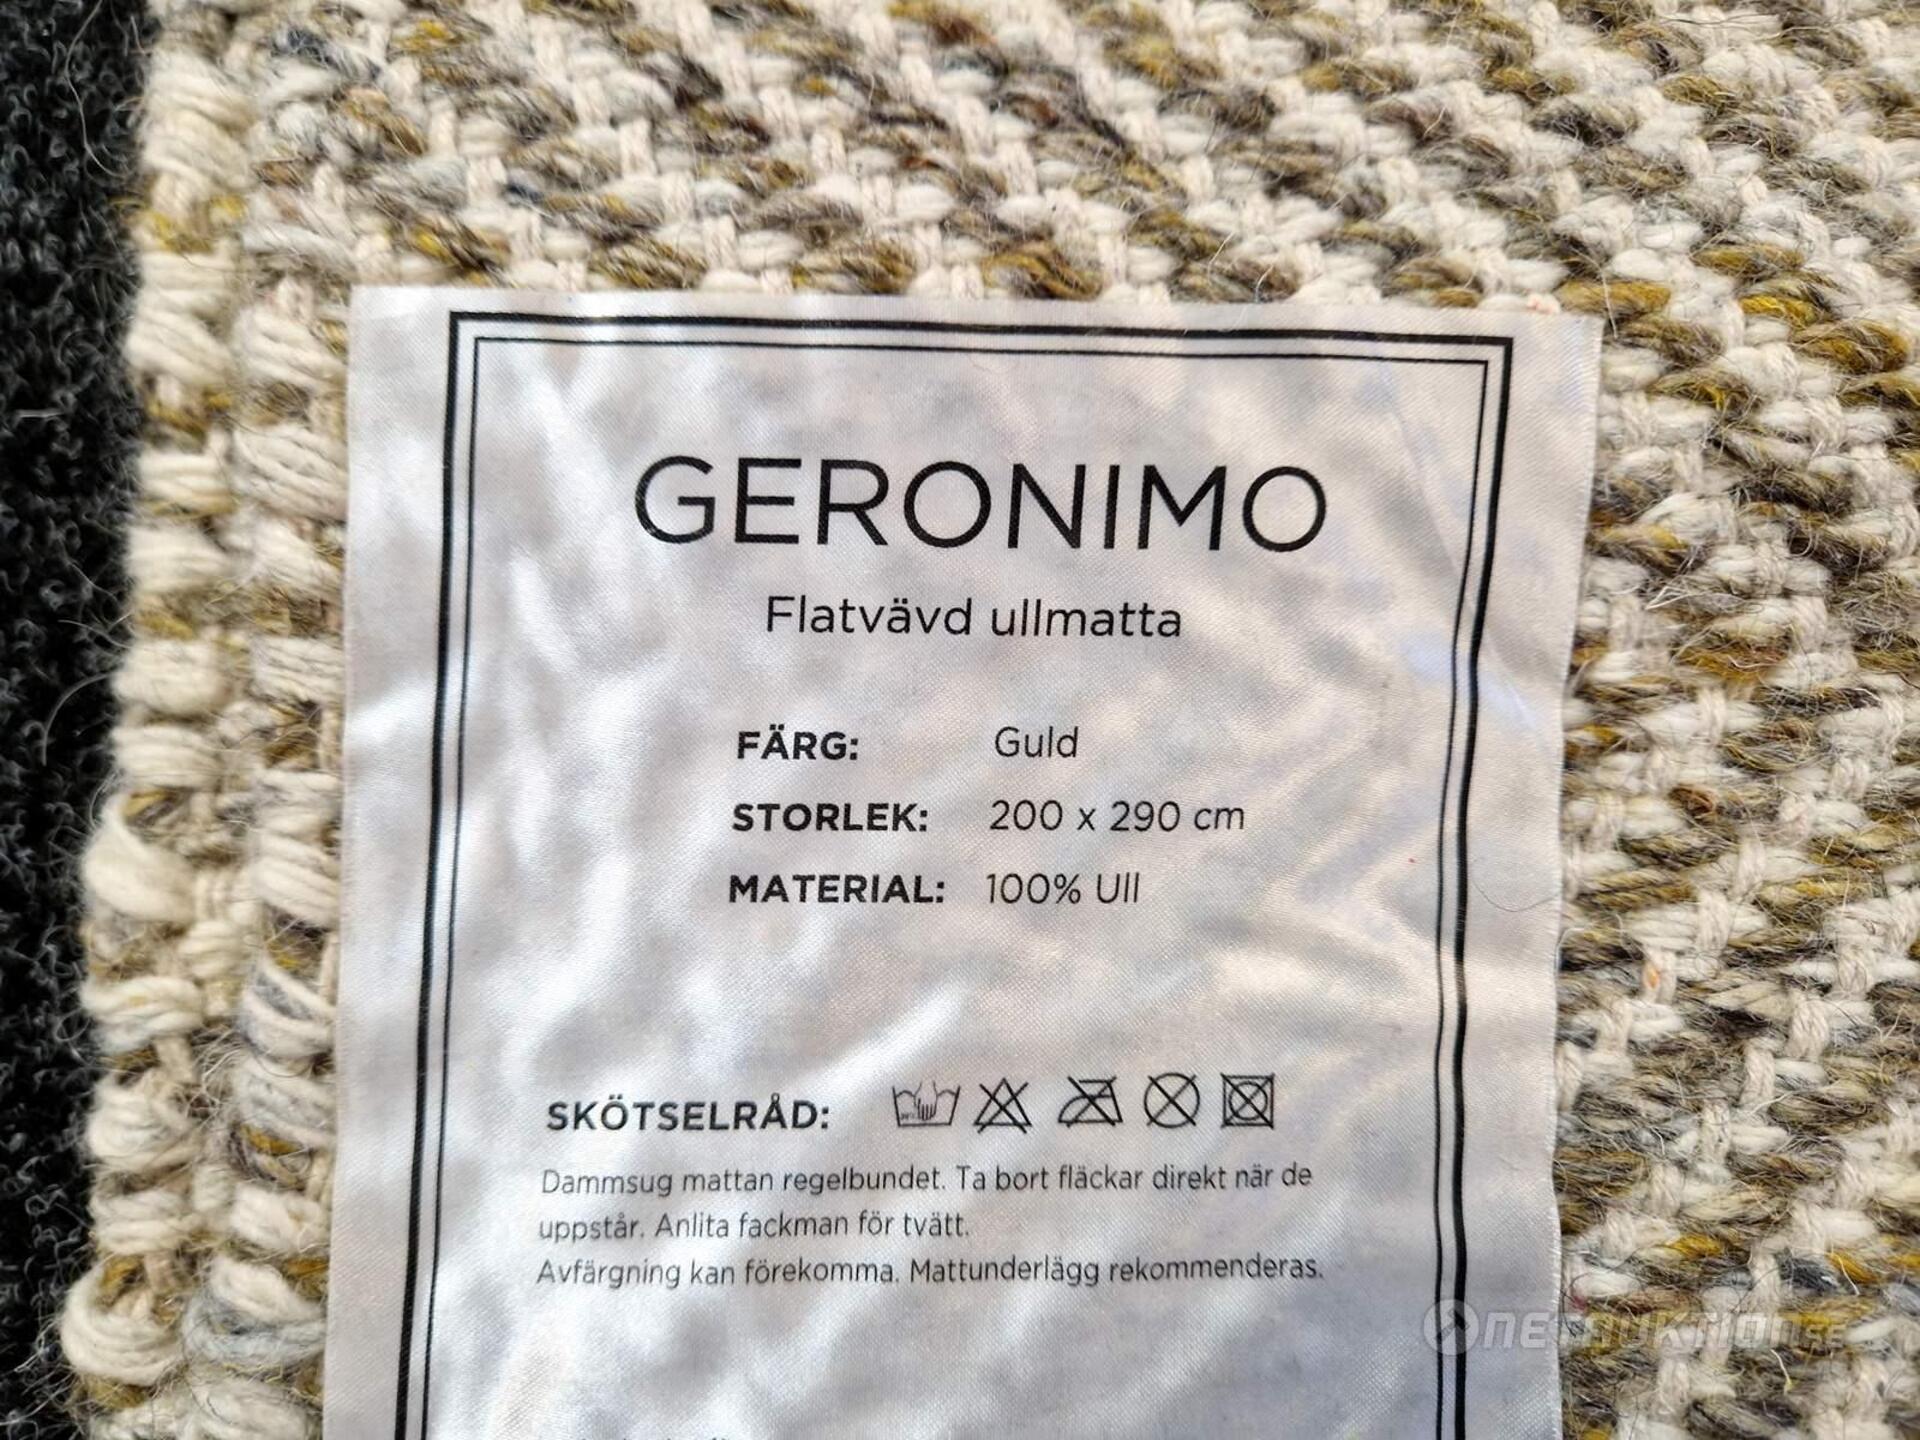 GERONIMO
Flatvävd ullmatta
FÄRG: Guld
STORLEK: 200 x 290 cm
MATERIAL: 100% Ull
SKÖTSELRÅD:
Dammsug mattan regelbundet. Ta bort fläckar direkt när de
uppstår. Anlita fackman för tvätt.
Avfärgning kan förekomma. Mattunderlägg rekommenderas.